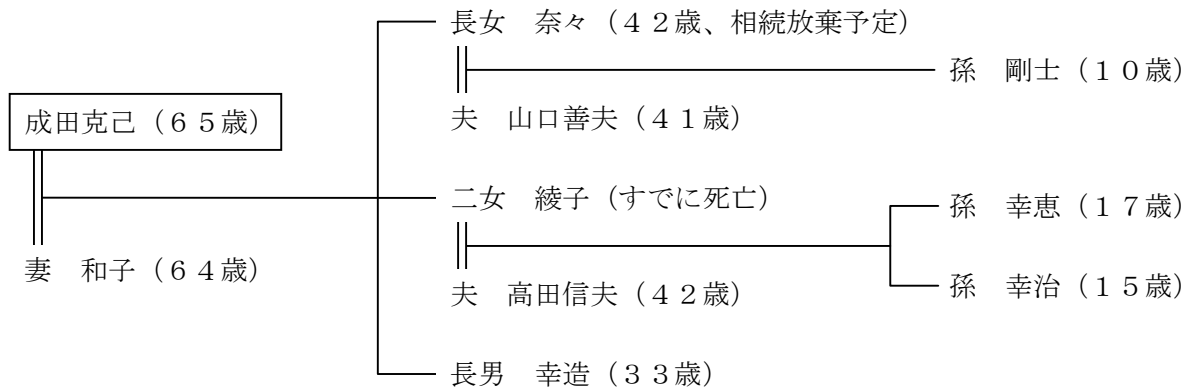 長女 奈々（４２歳、相続放棄予定）
孫 剛士（１０歳）
成田克己（６５歳）
夫 山口善夫（４１歳）
二女 綾子（すでに死亡）
孫 幸恵（１７歳）
妻 和子（６４歳）
夫 高田信夫（４２歳）
孫 幸治（１５歳）
長男 幸造（３３歳）